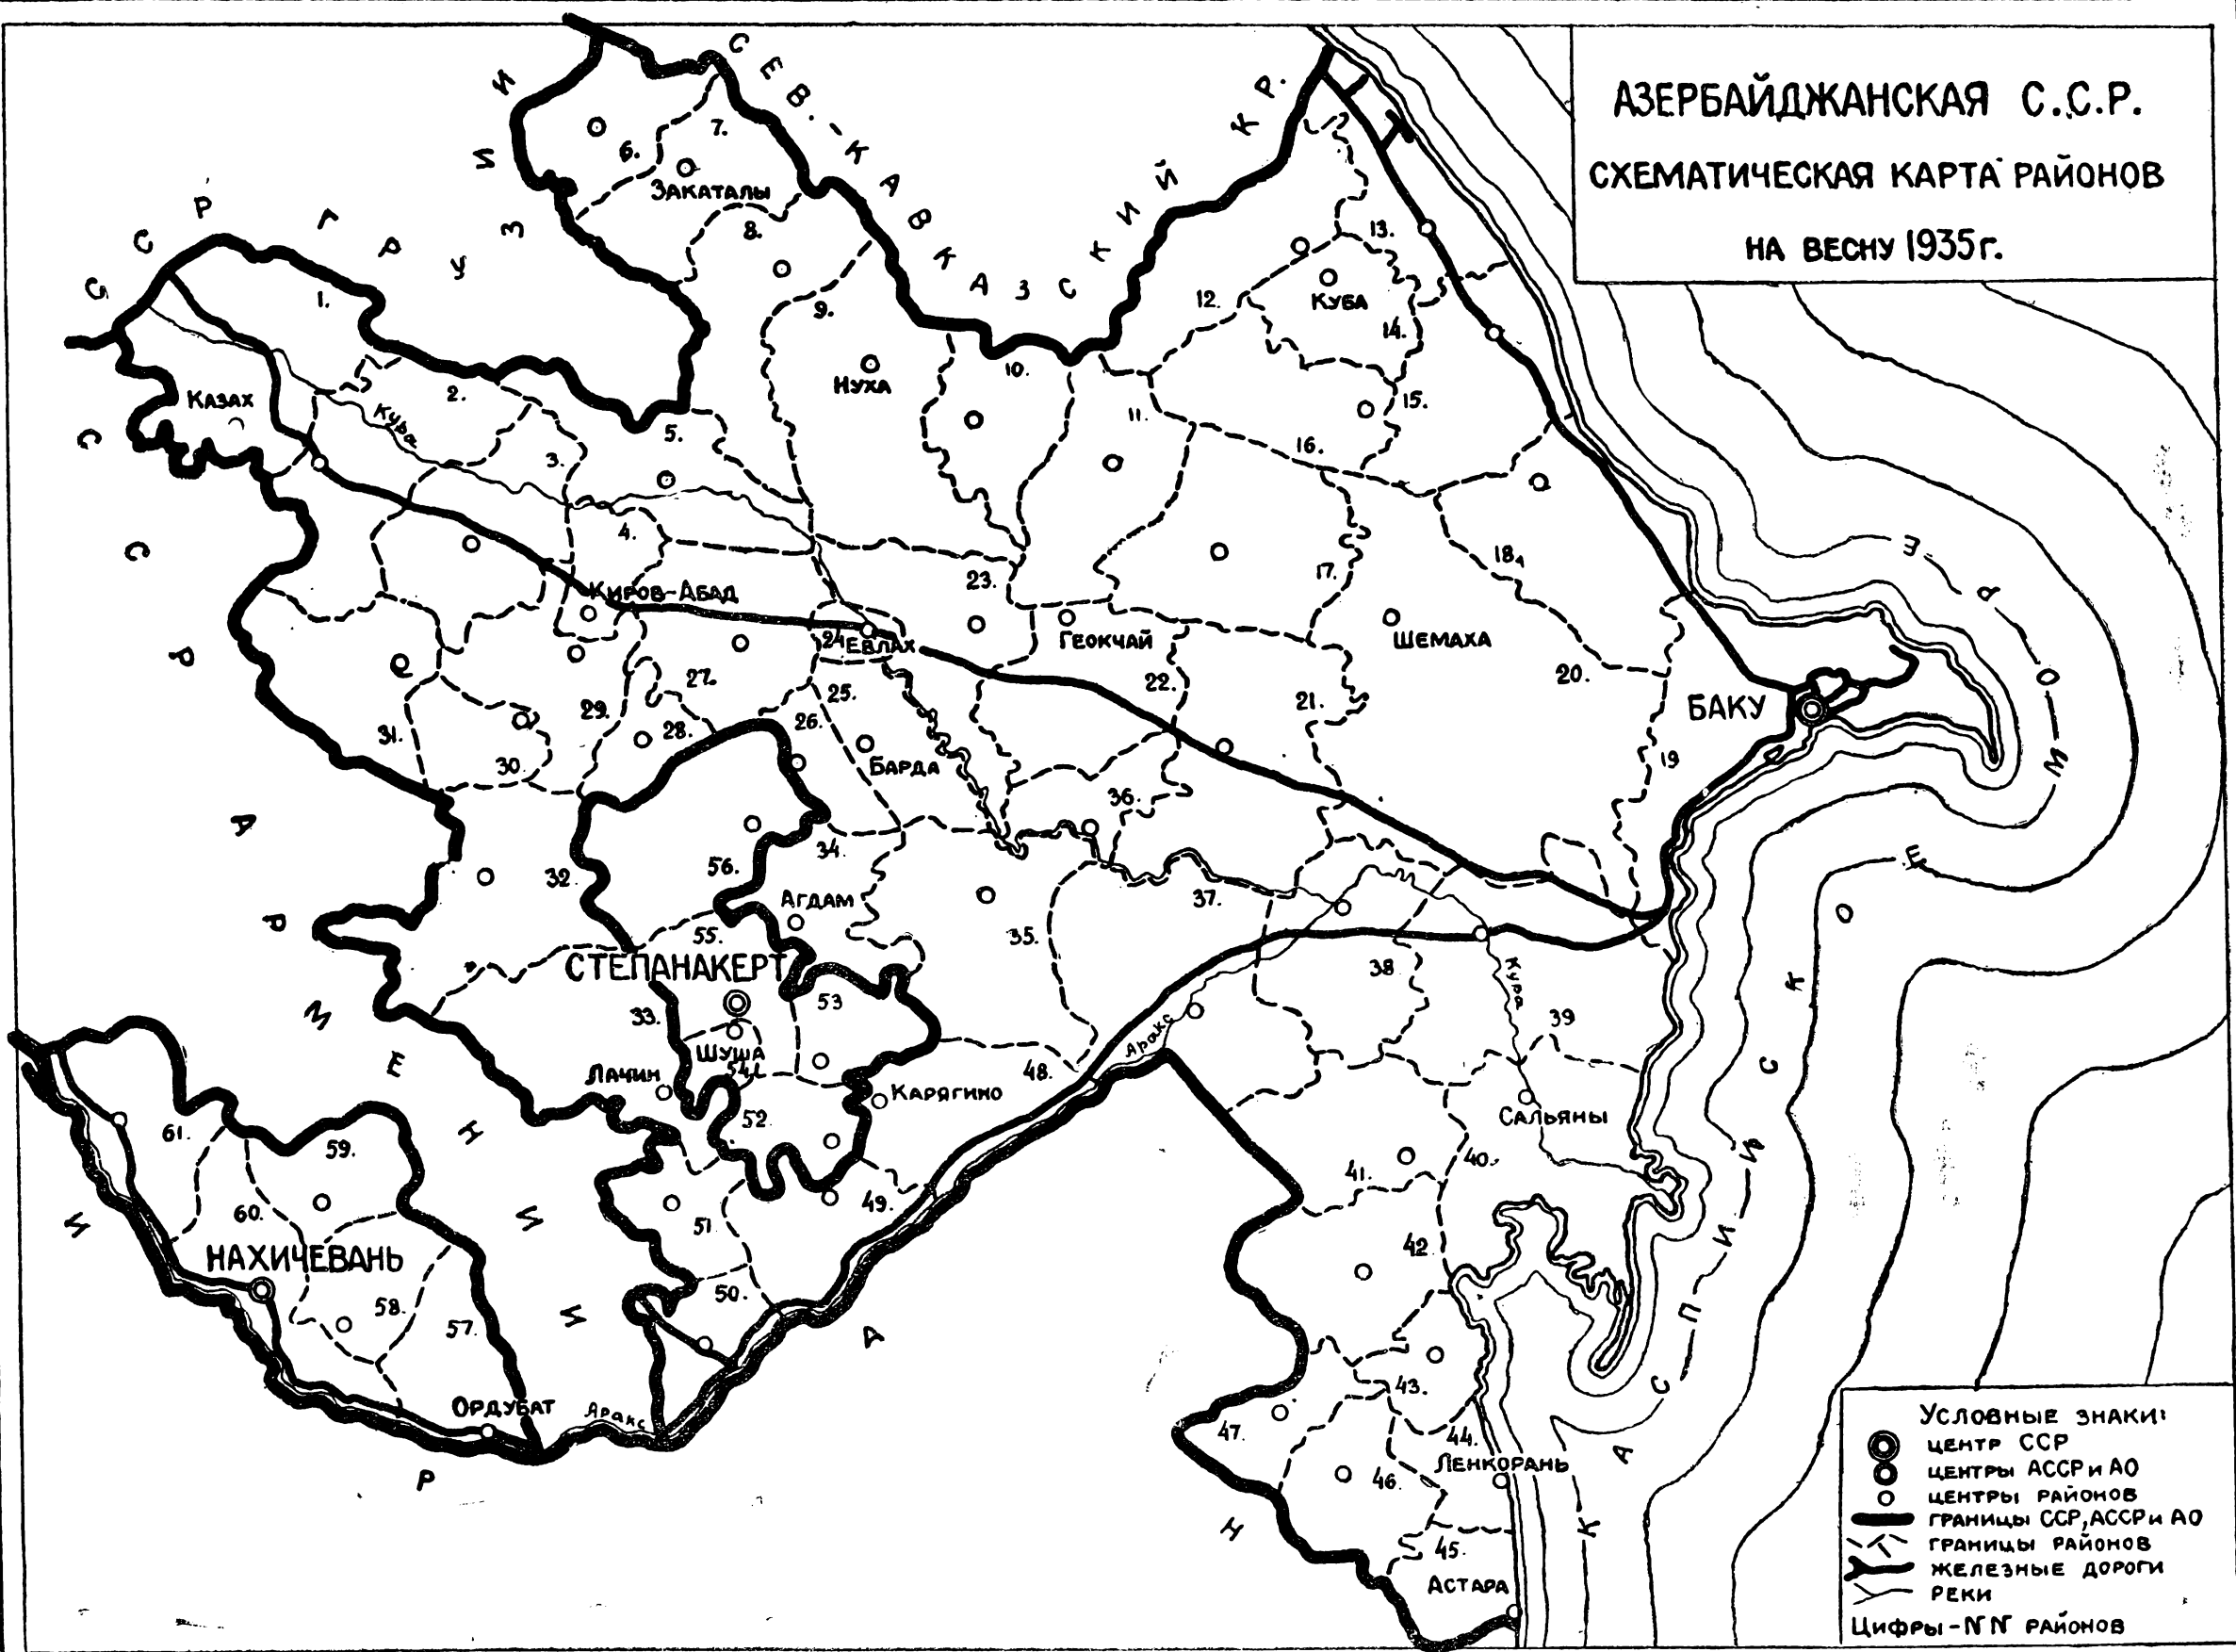 АЗЕРБАЙДЖАНСКАЯ С.С.Р.
СХЕМАТИЧЕСКАЯ КАРТА РАЙОНОВ
НА ВЕСНУ 1935г.
СЕВ.-КАВКАЗСКИЙ КР.
ССР ГРУЗИИ
ССР АРМЕНИИ
ИРАН
КАСПИЙСКОЕ МОРЕ
6.
7.
ЗАКАТАЛЫ
8.
1.
9.
12.
13.
КУБА
14.
2.
НУХА
10.
КАЗАХ
Кура
11.
15.
5.
3.
16.
4.
18.
17.
23.
КИРОВ-АБАД
24
ЕВЛАХ
ГЕОКЧАЙ
ШЕМАХА
27.
25.
22.
20.
29.
26.
21.
БАКУ
31.
28.
30.
БАРДА
19
36.
34.
56.
32.
АГДАМ
37.
55.
35.
СТЕПАНАКЕРТ
38.
Кура
53
33.
39
Аракс
ШУША
54.
48.
ЛАЧИН
КАРЯГИНО
САЛЬЯНЫ
61.
52.
59.
40.
41.
49.
60.
51.
42.
НАХИЧЕВАНЬ
50.
58.
57.
43.
ОРДУБАТ
Аракс
47.
44.
ЛЕНКОРАНЬ
46.
45.
АСТАРА
УСЛОВНЫЕ ЗНАКИ:
ЦЕНТР ССР
ЦЕНТРЫ АССР И АО
ЦЕНТРЫ РАЙОНОВ
ГРАНИЦЫ ССР, АССР И АО
ГРАНИЦЫ РАЙОНОВ
ЖЕЛЕЗНЫЕ ДОРОГИ
РЕКИ
ЦИФРЫ - NN РАЙОНОВ